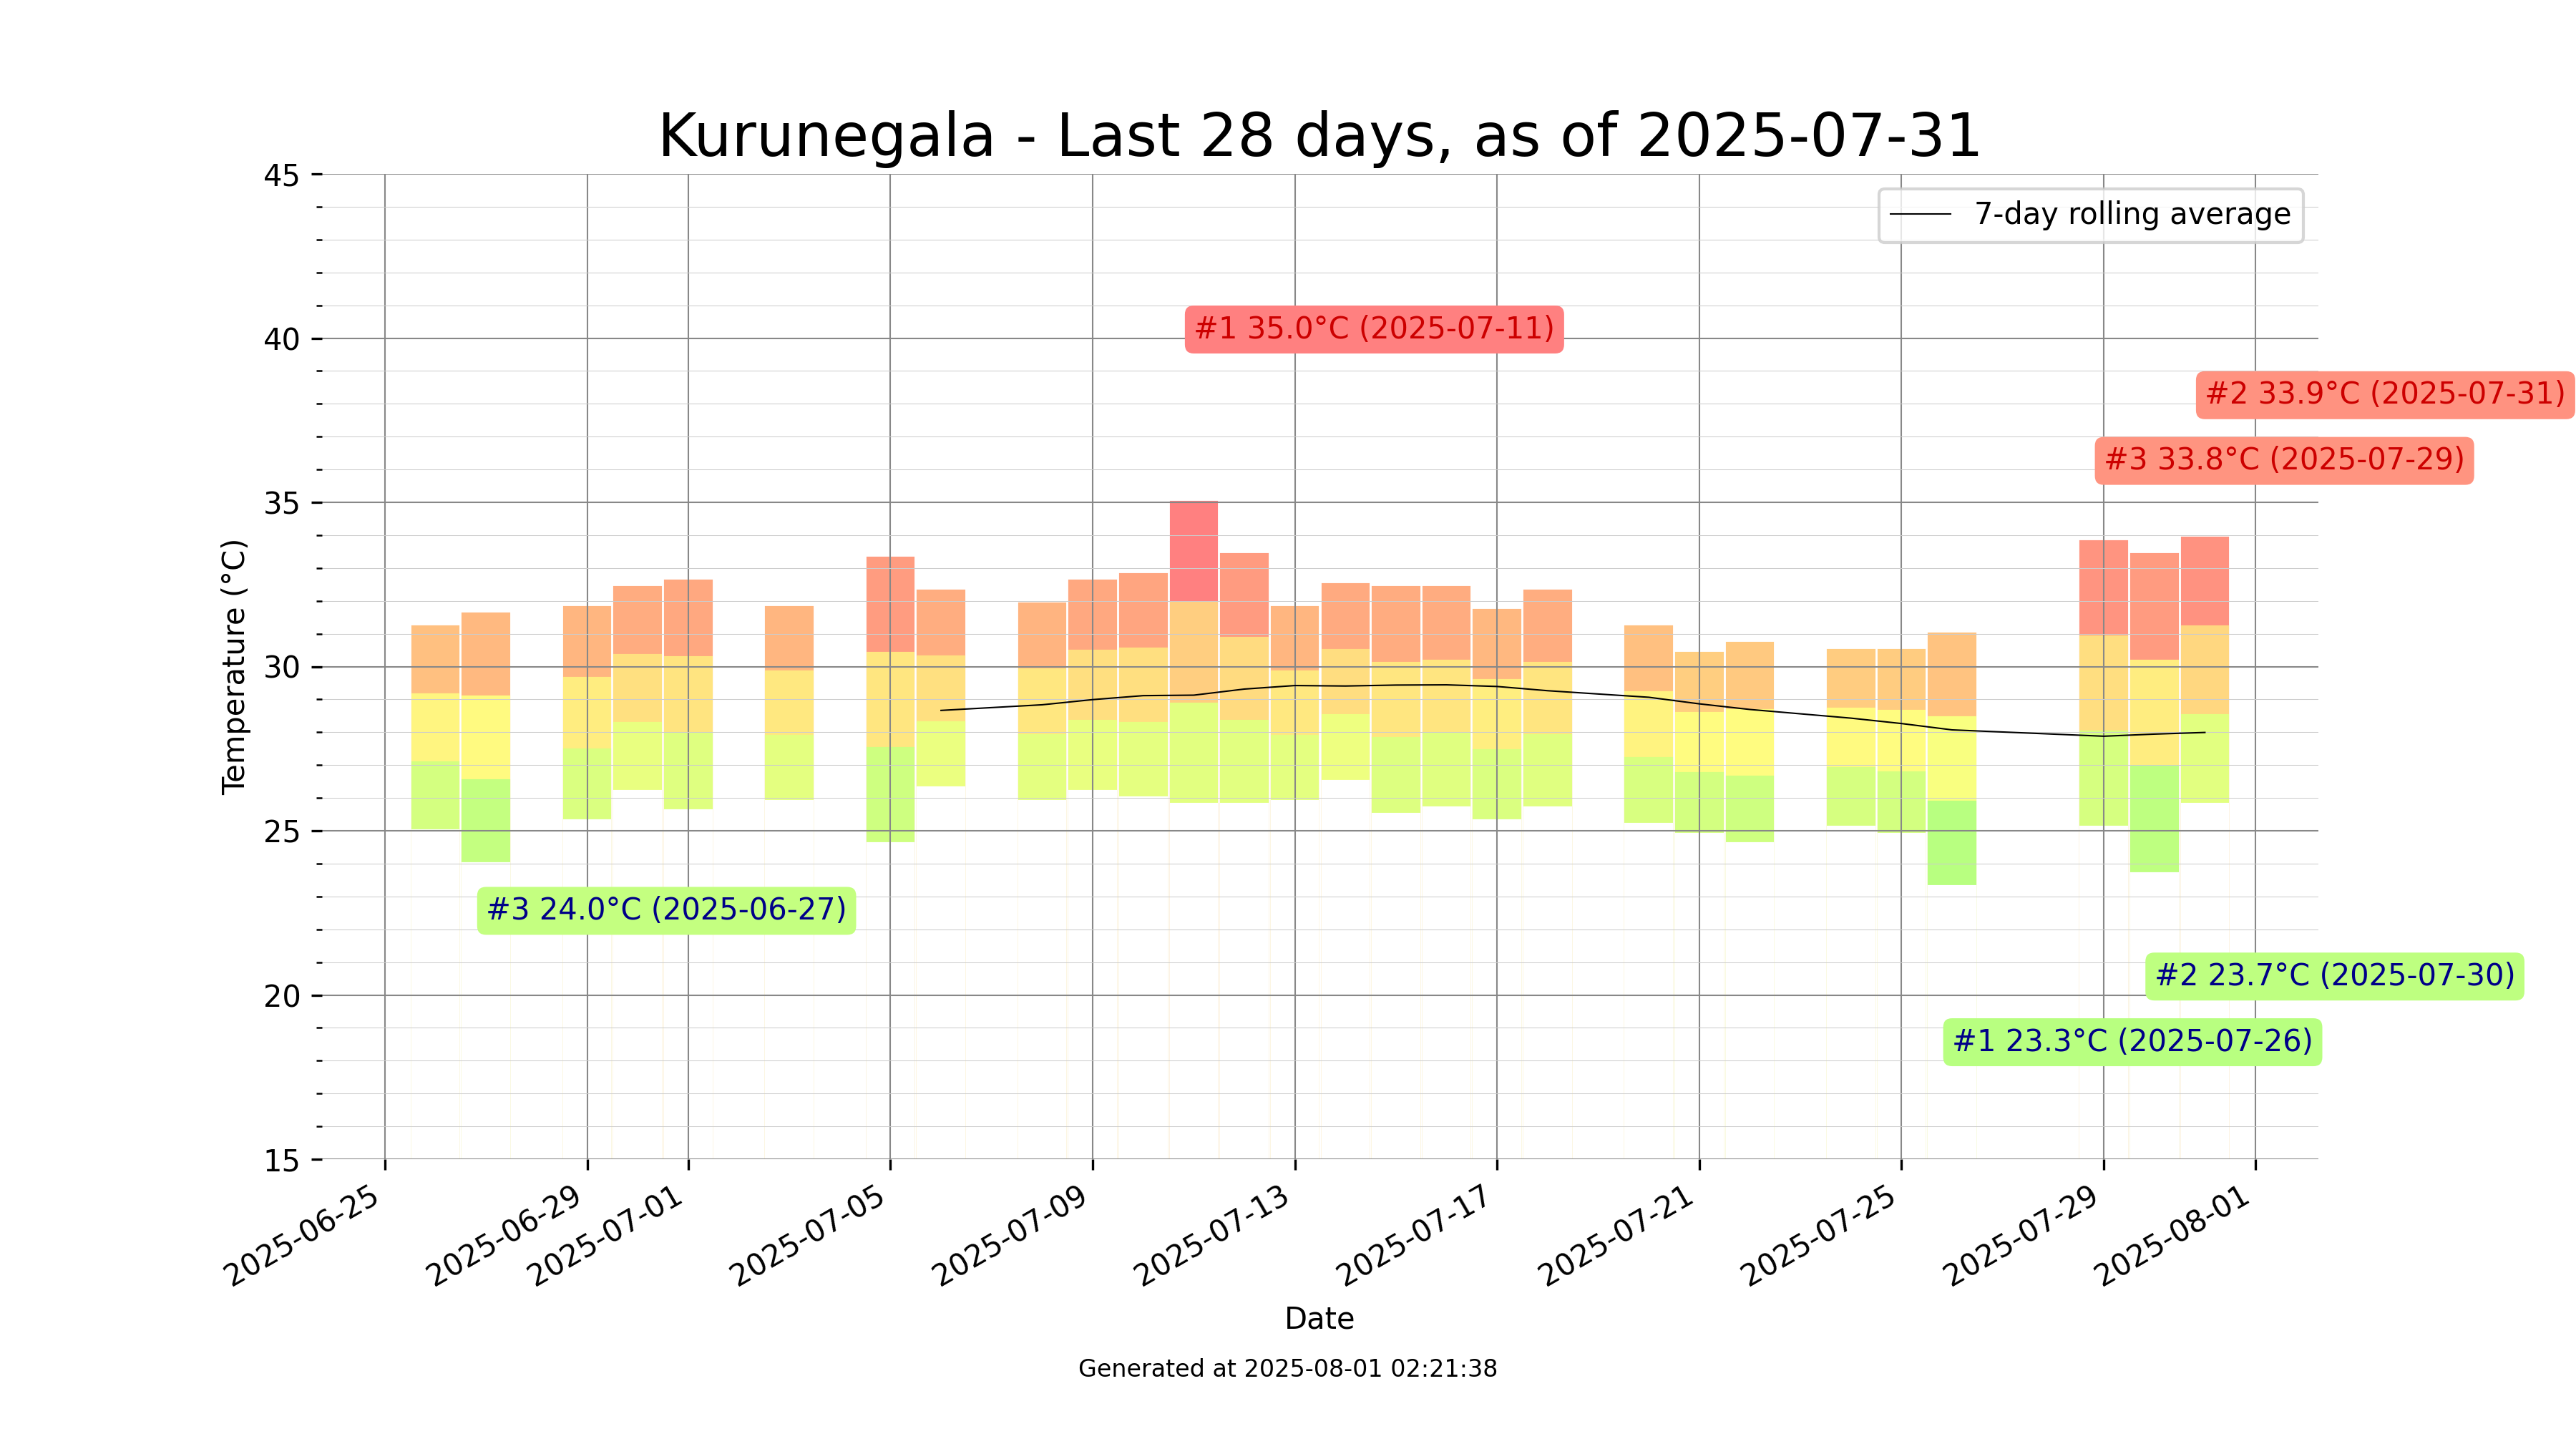 Kurunegala - Last 28 days, as of 2025-07-31
45
7-day rolling average
#1 35.0°C (2025-07-11)
40
#2 33.9°C (2025-07-31)
#3 33.8°C (2025-07-29)
35
Temperature (°C)
30
25
#3 24.0°C (2025-06-27)
#2 23.7°C (2025-07-30)
20
#1 23.3°C (2025-07-26)
15
2025-06-25
2025-06-29
2025-07-01
2025-07-05
2025-07-09
2025-07-13
2025-07-17
2025-07-21
2025-07-25
2025-07-29
2025-08-01
Date
Generated at 2025-08-01 02:21:38